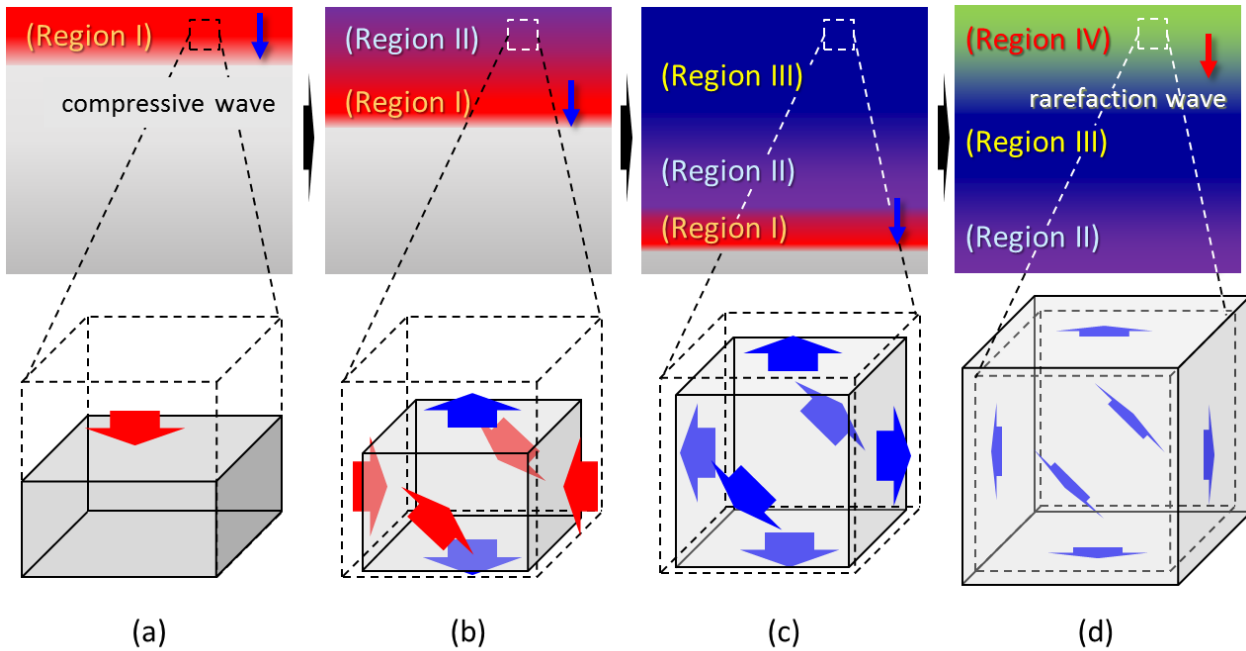 (Region I)
compressive wave
(Region II)
(Region I)
(Region III)
(Region II)
(Region I)
(Region IV)
rarefaction wave
(Region III)
(Region II)
(a)
(b)
(c)
(d)